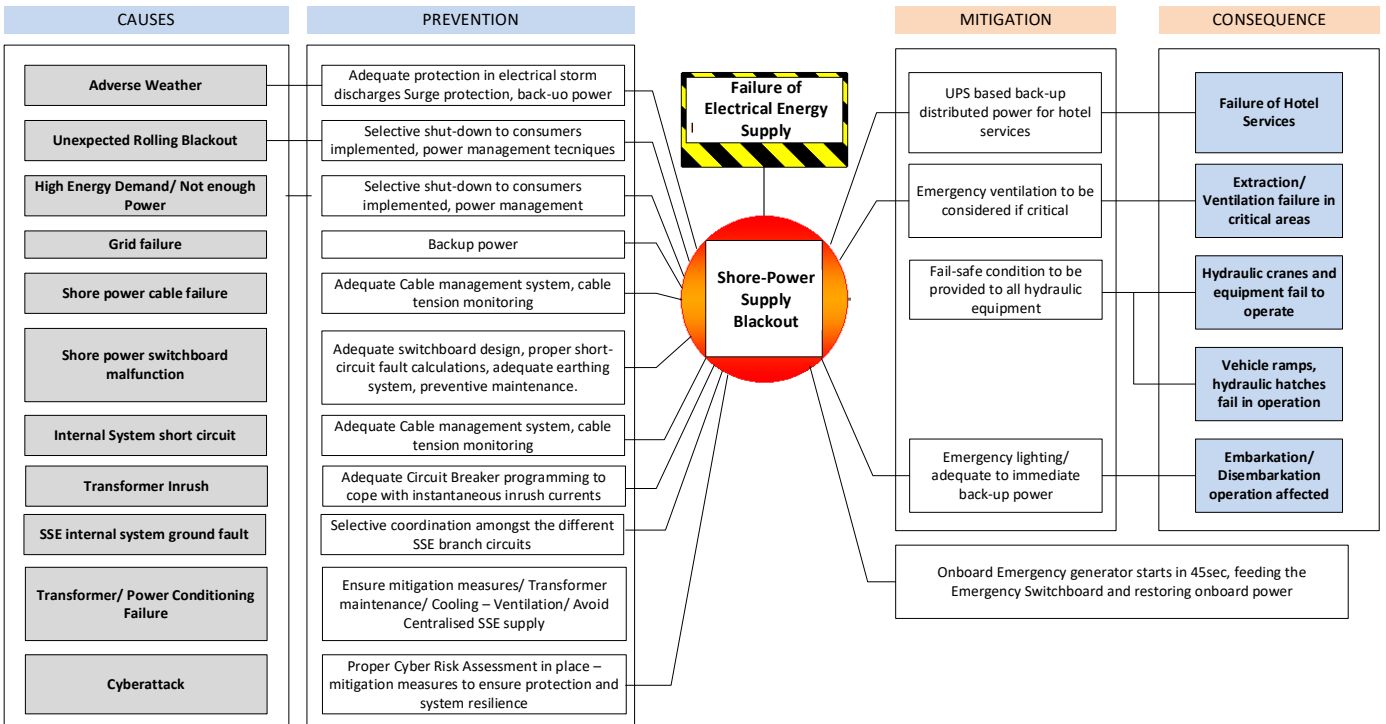 CAUSES
PREVENTION
MITIGATION
CONSEQUENCE
Adverse Weather
Adequate protection in electrical storm
discharges Surge protection, back-uo power
Unexpected Rolling Blackout
Selective shut-down to consumers
implemented, power management tecniques
High Energy Demand/ Not enough
Power
Selective shut-down to consumers
implemented, power management
Grid failure
Backup power
Shore power cable failure
Adequate Cable management system, cable
tension monitoring
Shore power switchboard
malfunction
Adequate switchboard design, proper short-
circuit fault calculations, adequate earthing
system, preventive maintenance.
Internal System short circuit
Adequate Cable management system, cable
tension monitoring
Transformer Inrush
Adequate Circuit Breaker programming to
cope with instantaneous inrush currents
SSE internal system ground fault
Selective coordination amongst the different
SSE branch circuits
Transformer/ Power Conditioning
Failure
Ensure mitigation measures/ Transformer
maintenance/ Cooling – Ventilation/ Avoid
Centralised SSE supply
Cyberattack
Proper Cyber Risk Assessment in place –
mitigation measures to ensure protection and
system resilience
Failure of
Electrical Energy
Supply
Shore-Power
Supply
Blackout
UPS based back-up
distributed power for hotel
services
Failure of Hotel
Services
Emergency ventilation to be
considered if critical
Extraction/
Ventilation failure in
critical areas
Fail-safe condition to be
provided to all hydraulic
equipment
Hydraulic cranes and
equipment fail to
operate
Vehicle ramps,
hydraulic hatches
fail in operation
Emergency lighting/
adequate to immediate
back-up power
Embarkation/
Disembarkation
operation affected
Onboard Emergency generator starts in 45sec, feeding the
Emergency Switchboard and restoring onboard power